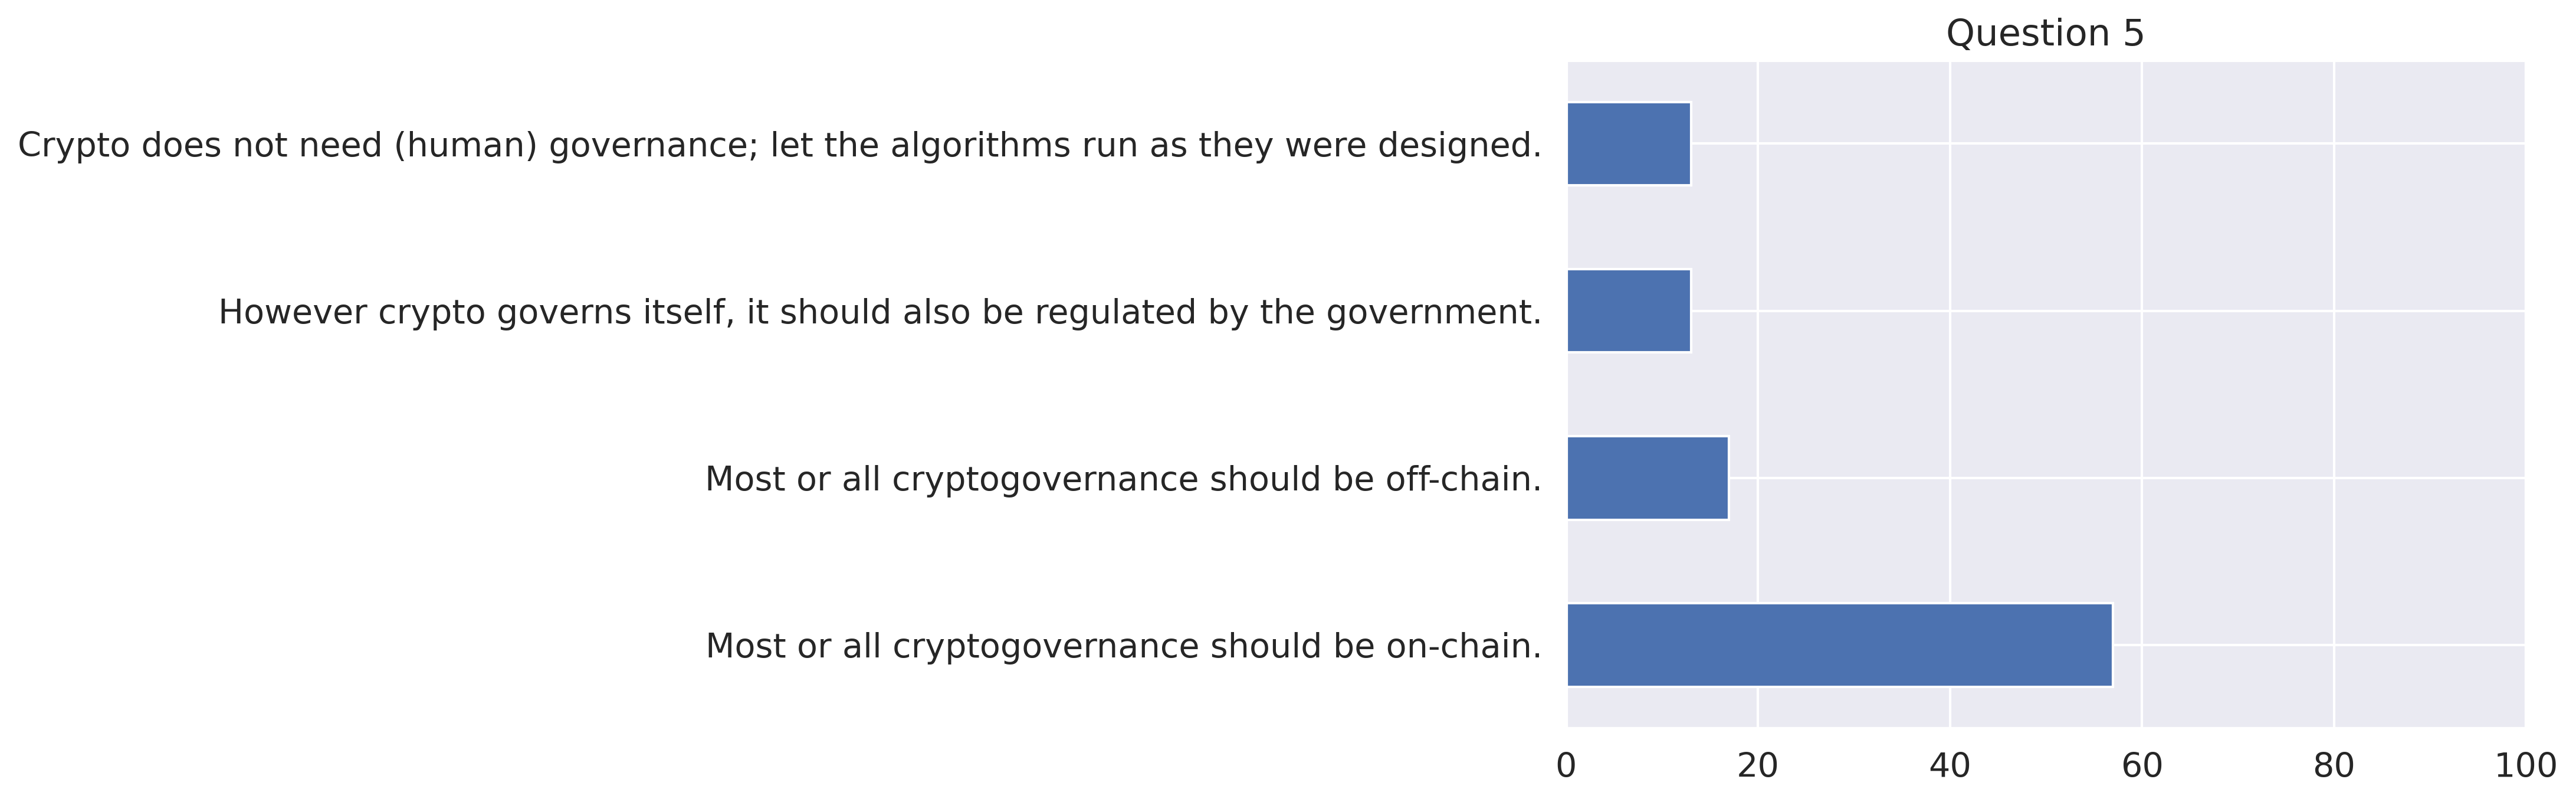 Question 5
Crypto does not need (human) governance; let the algorithms run as they were designed.
However crypto governs itself, it should also be regulated by the government.
Most or all cryptogovernance should be off-chain.
Most or all cryptogovernance should be on-chain.
0 20 40 60 80 100